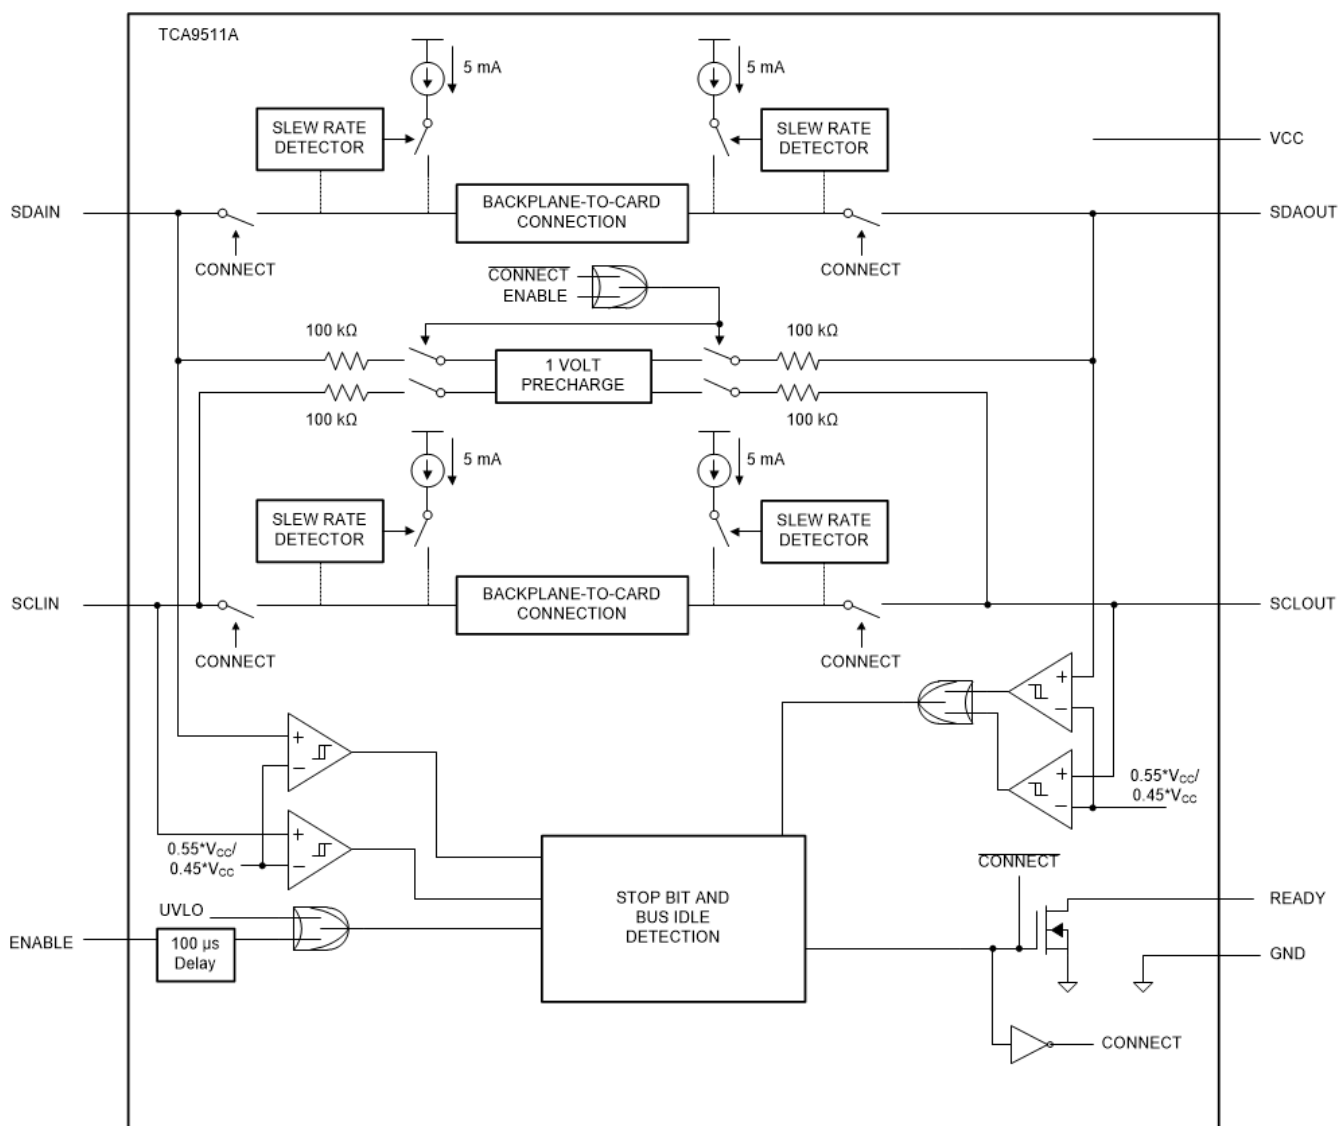 TCA9511A
5 mA
5 mA
SLEW RATE
DETECTOR
SLEW RATE
DETECTOR
VCC
SDAIN
BACKPLANE-TO-CARD
CONNECTION
SDAOUT
CONNECT
CONNECT
ENABLE
CONNECT
100 kΩ
100 kΩ
1 VOLT
PRECHARGE
100 kΩ
100 kΩ
5 mA
5 mA
SLEW RATE
DETECTOR
SLEW RATE
DETECTOR
SCLIN
BACKPLANE-TO-CARD
CONNECTION
SCLOUT
CONNECT
CONNECT
+
−
+
−
+
−
0.55*VCC/
0.45*VCC
+
−
0.55*VCC/
0.45*VCC
CONNECT
STOP BIT AND
BUS IDLE
DETECTION
UVLO
READY
ENABLE
100 µs
Delay
GND
CONNECT